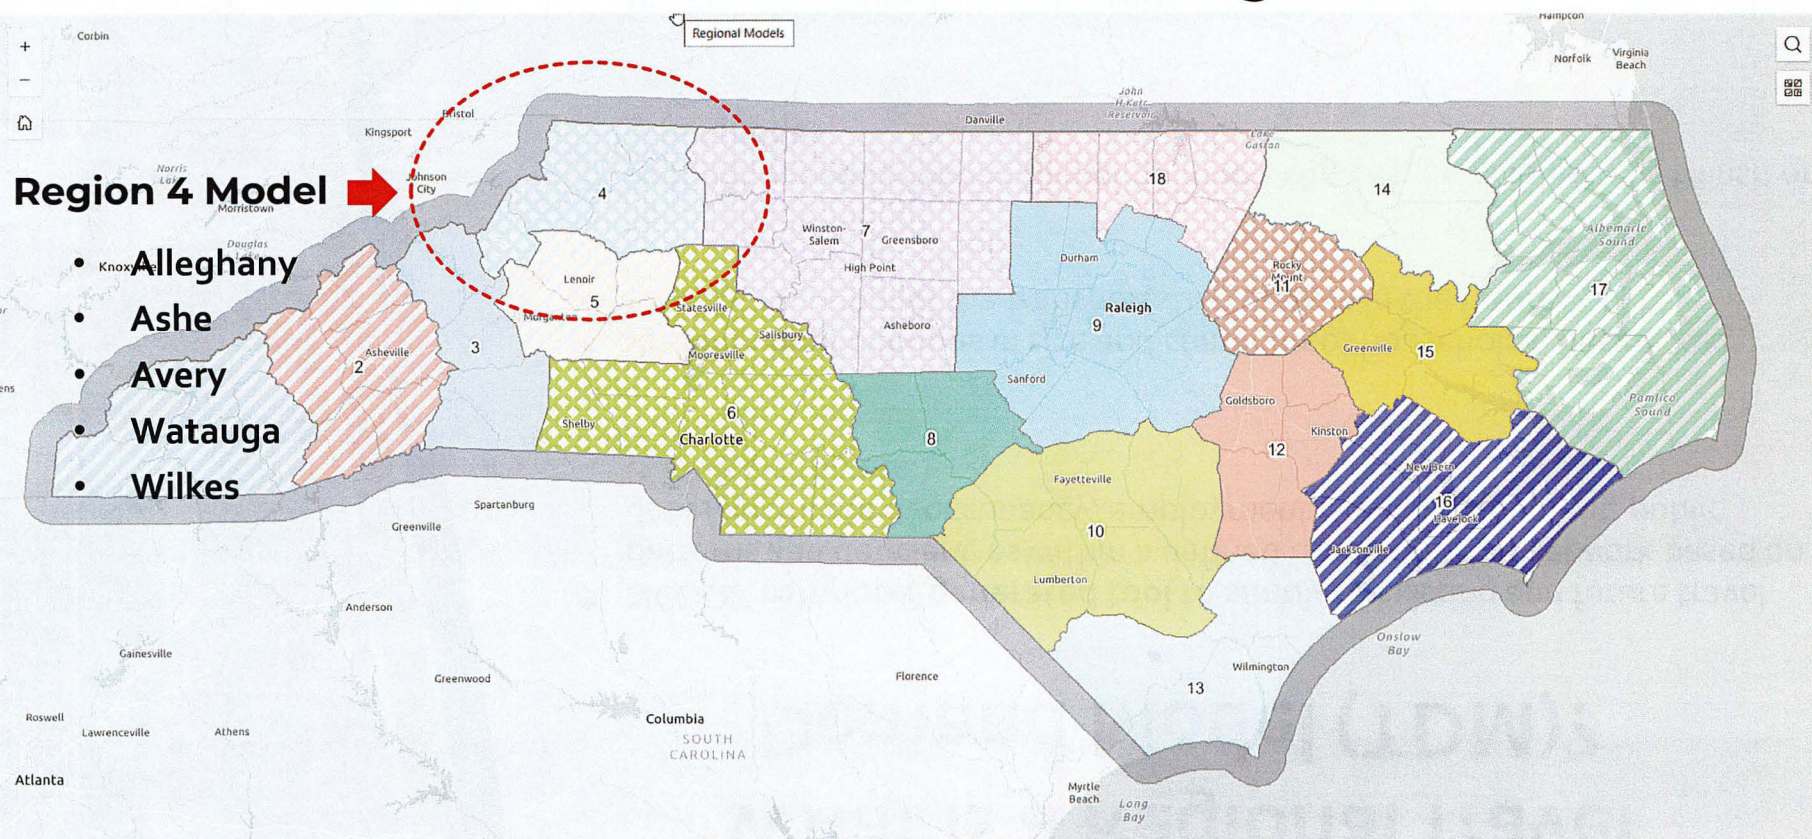 Corbin
Regional Models
Hampton
Norfolk
Virginia
Beach
Bristol
Kingsport
Danville
John
H.Kerr
Reservoir
Lake
Gaston
Norris
Lake
Johnson
City
Region 4 Model
Morristown
4
18
14
Winston-
Salem
7
Greensboro
Albemarle
Sound
Douglas
Lake
Knoxville
• Alleghany
• Ashe
• Avery
• Watauga
• Wilkes
Lenoir
5
High Point
Durham
Rocky
Mount
11
17
Morganton
Statesville
Salisbury
Asheboro
Raleigh
9
Asheville
2
3
Mooresville
Sanford
Greenville
15
Pamlico
Sound
Shelby
6
Charlotte
8
Goldsboro
Kinston
12
Fayetteville
New Bern
16
Havelock
Jacksonville
10
Spartanburg
Greenville
Lumberton
Anderson
Onslow
Bay
Gainesville
Greenwood
Florence
Wilmington
13
Roswell
Lawrenceville
Athens
Columbia
SOUTH
CAROLINA
Atlanta
Myrtle
Beach
Long
Bay